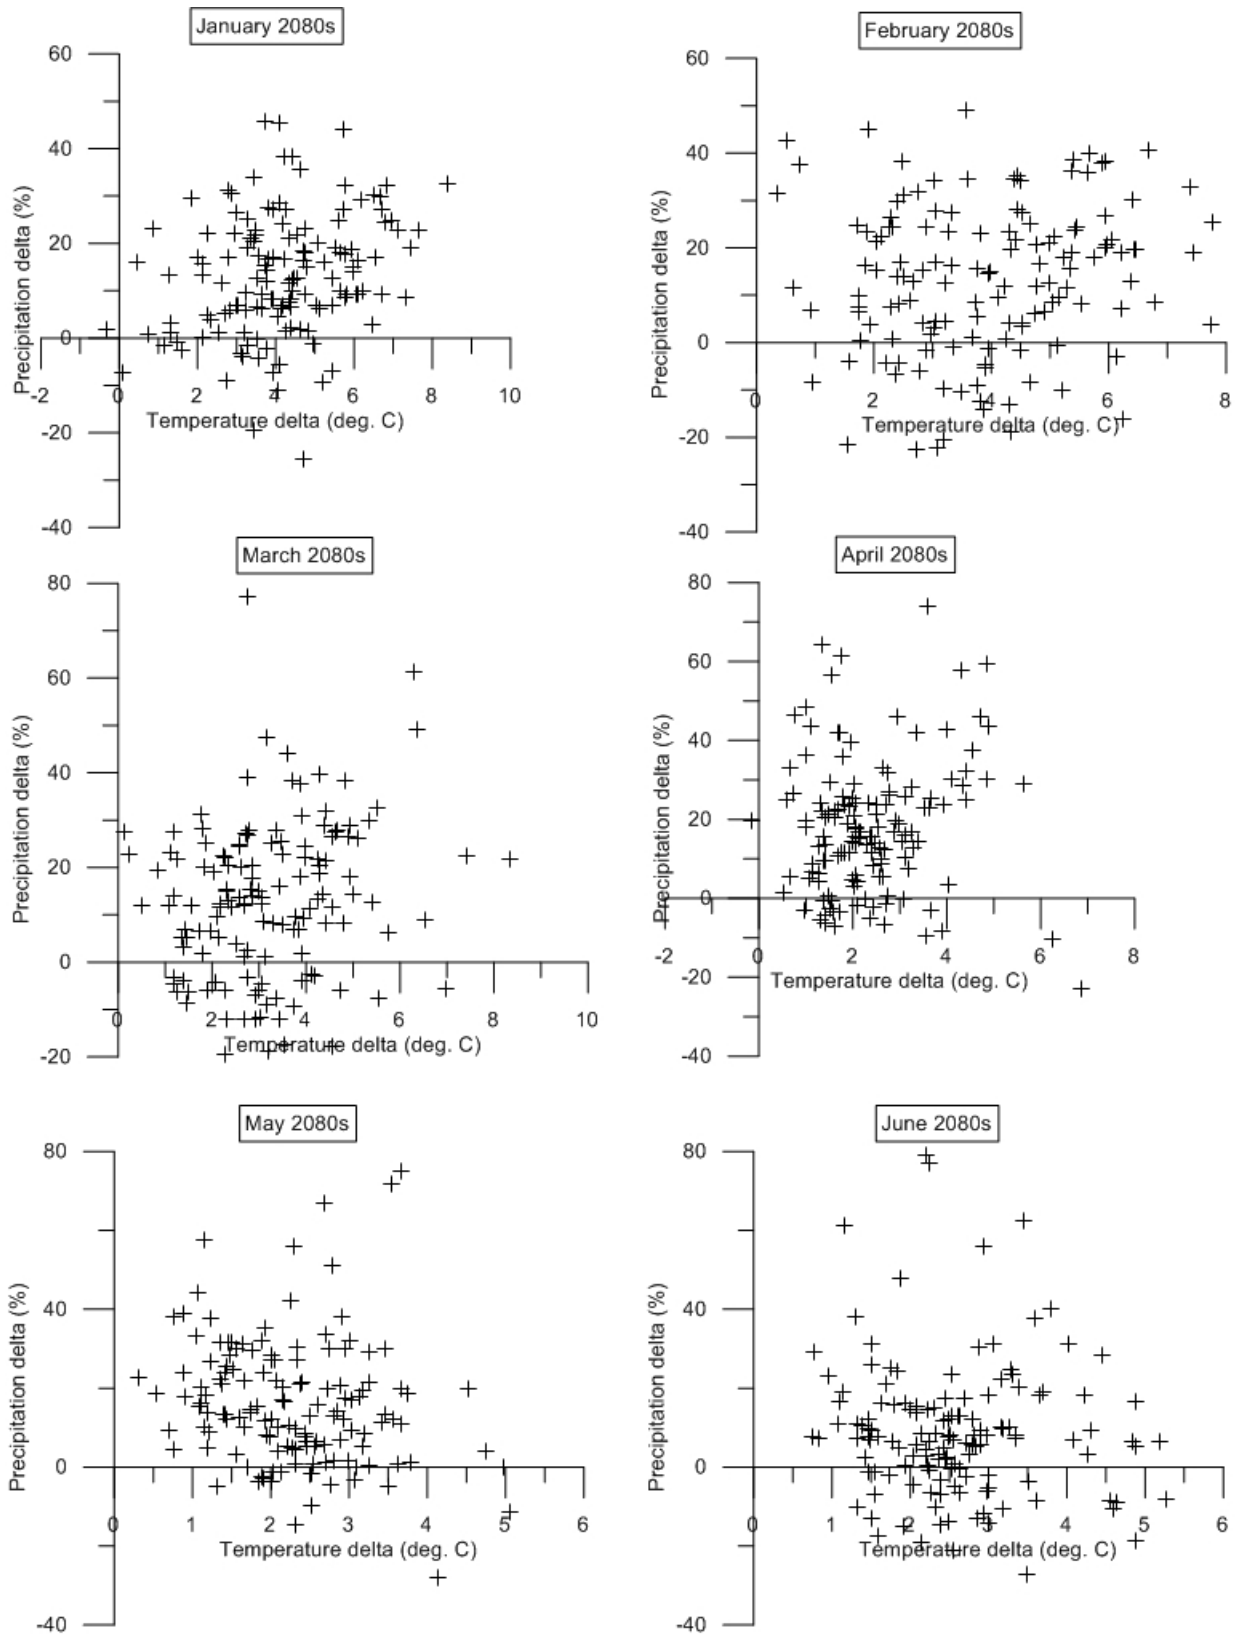 January 2080s
60
40
20
0
-20
-40
Precipitation delta (%)
-2 0 2 4 6 8 10
Temperature delta (deg. C)
February 2080s
60
40
20
0
-20
-40
Precipitation delta (%)
0 2 4 6 8
Temperature delta (deg. C)
March 2080s
80
60
40
20
0
-20
Precipitation delta (%)
0 2 4 6 8 10
Temperature delta (deg. C)
April 2080s
80
60
40
20
0
-20
-40
Precipitation delta (%)
-2 0 2 4 6 8
Temperature delta (deg. C)
May 2080s
80
40
0
-40
Precipitation delta (%)
0 1 2 3 4 5 6
Temperature delta (deg. C)
June 2080s
80
40
0
-40
Precipitation delta (%)
0 1 2 3 4 5 6
Temperature delta (deg. C)